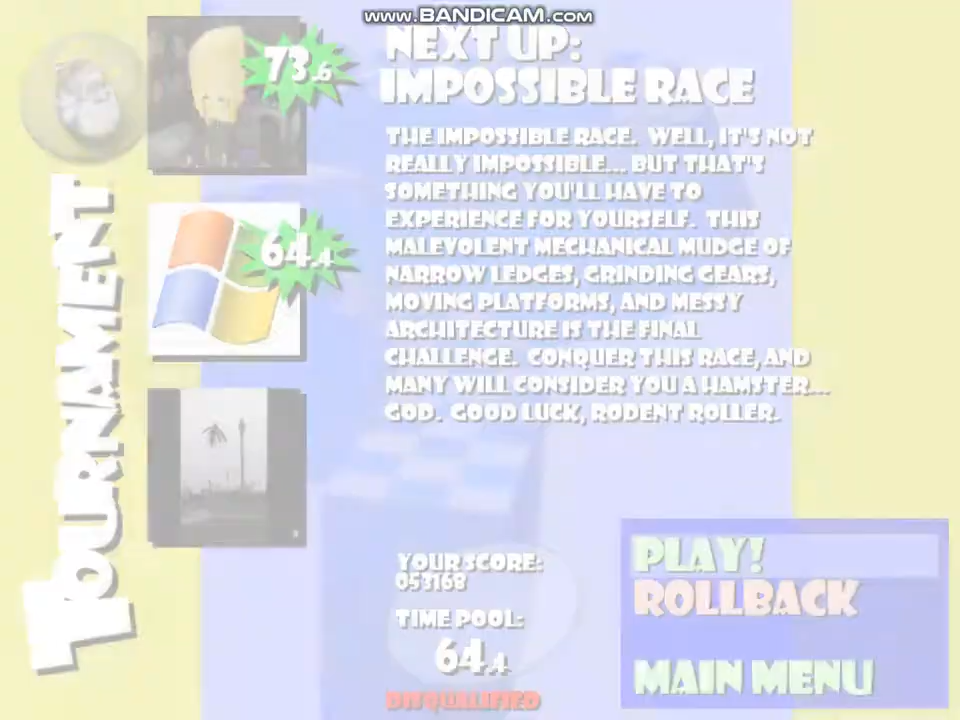 www.BANDICAM.com
NEXT UP:
IMPOSSIBLE RACE
THE IMPOSSIBLE RACE. WELL, IT'S NOT
REALLY IMPOSSIBLE... BUT THAT'S
SOMETHING YOU'LL HAVE TO
EXPERIENCE FOR YOURSELF. THIS
MALEVOLENT MECHANICAL MUDGE OF
NARROW LEDGES, GRINDING GEARS,
MOVING PLATFORMS, AND MESSY
ARCHITECTURE IS THE FINAL
CHALLENGE. CONQUER THIS RACE, AND
MANY WILL CONSIDER YOU A HAMSTER...
GOD. GOOD LUCK, RODENT ROLLER.
TOURNAMENT
73.6
64.4
YOUR SCORE:
053168
TIME POOL:
64.4
DISQUALIFIED
PLAY!
ROLLBACK
MAIN MENU